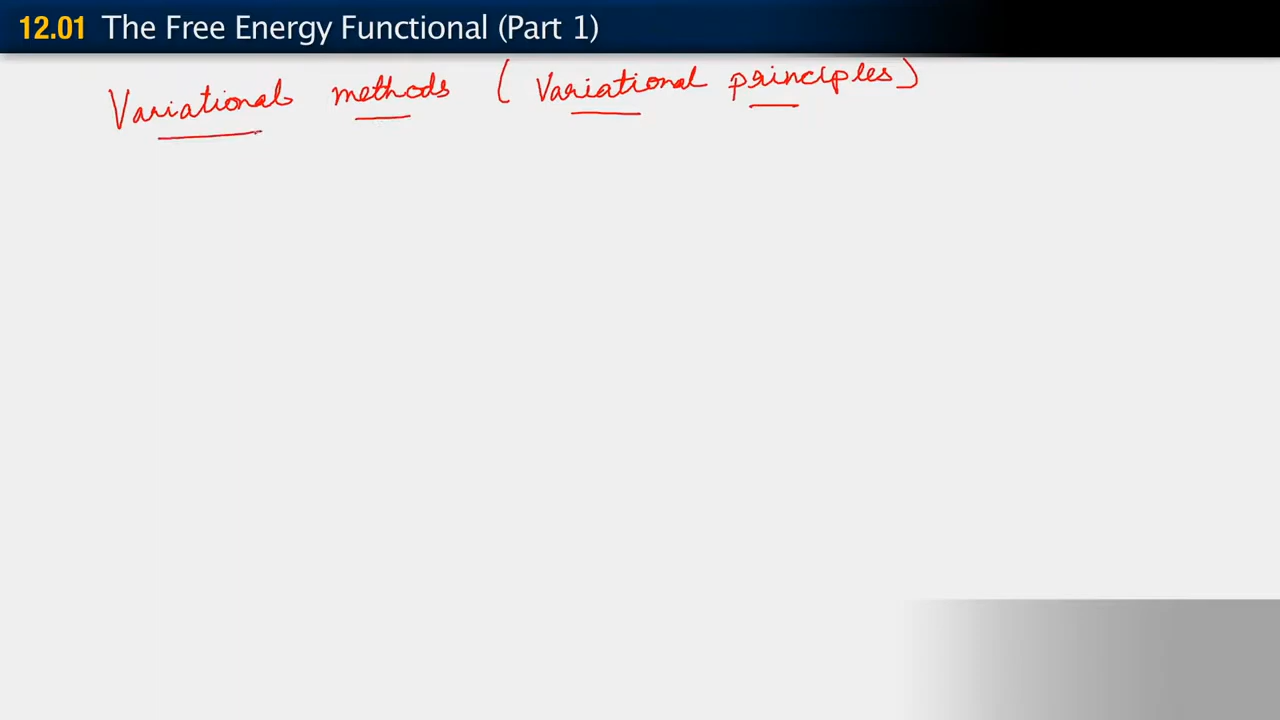 12.01 The Free Energy Functional (Part 1)
Variational methods (Variational principles)